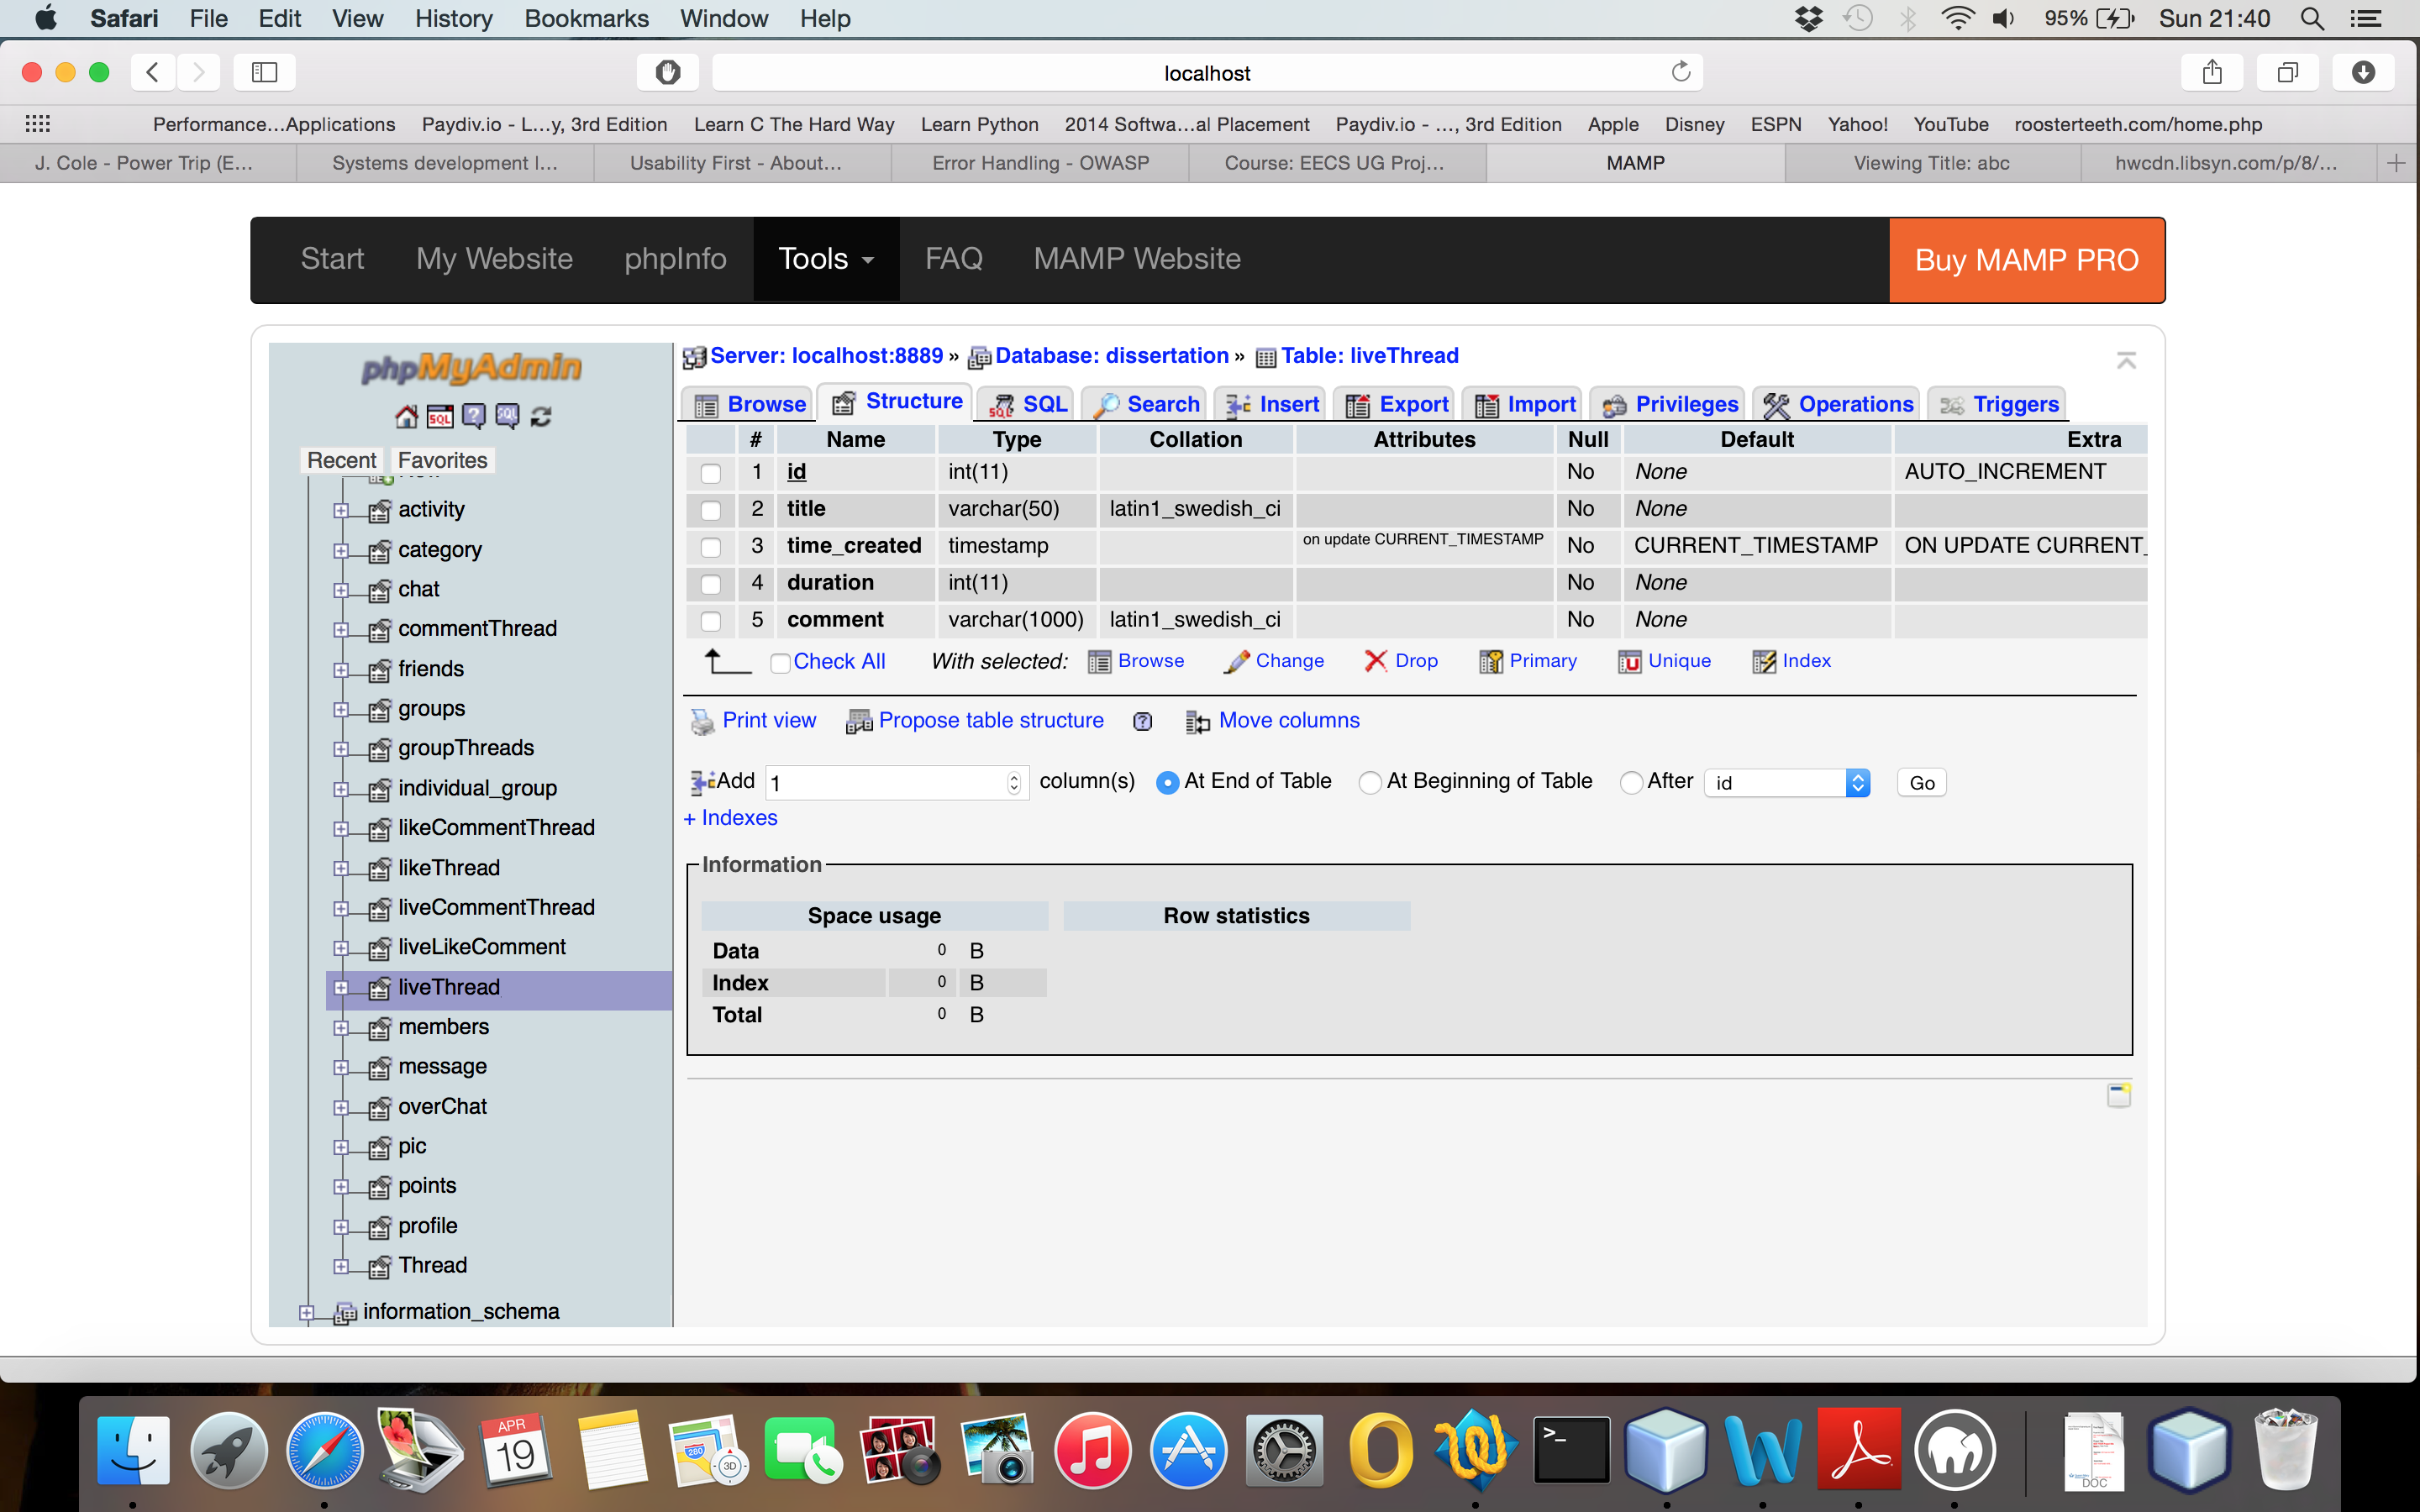 Safari File Edit View History Bookmarks Window Help 95% Sun 21:40
localhost
Performance...Applications Paydiv.io - L...y, 3rd Edition Learn C The Hard Way Learn Python 2014 Softwa...al Placement Paydiv.io - ..., 3rd Edition Apple Disney ESPN Yahoo! YouTube roosterteeth.com/home.php
J. Cole - Power Trip (E... Systems development l... Usability First - About... Error Handling - OWASP Course: EECS UG Proj... MAMP Viewing Title: abc hwcdn.libsyn.com/p/8/...
Start My Website phpInfo Tools FAQ MAMP Website Buy MAMP PRO
phpMyAdmin
SQL ? SQL
Recent Favorites
activity
category
chat
commentThread
friends
groups
groupThreads
individual_group
likeCommentThread
likeThread
liveCommentThread
liveLikeComment
liveThread
members
message
overChat
pic
points
profile
Thread
information_schema
Server: localhost:8889 » Database: dissertation » Table: liveThread
Browse Structure SQL Search Insert Export Import Privileges Operations Triggers
# Name Type Collation Attributes Null Default Extra
1 id int(11) No None AUTO_INCREMENT
2 title varchar(50) latin1_swedish_ci No None
3 time_created timestamp on update CURRENT_TIMESTAMP No CURRENT_TIMESTAMP ON UPDATE CURRENT_
4 duration int(11) No None
5 comment varchar(1000) latin1_swedish_ci No None
Check All With selected: Browse Change Drop Primary Unique Index
Print view Propose table structure ? Move columns
Add 1 column(s) At End of Table At Beginning of Table After id Go
+ Indexes
Information
Space usage Row statistics
Data 0 B
Index 0 B
Total 0 B
APR
19
280
3D
>_
DOC